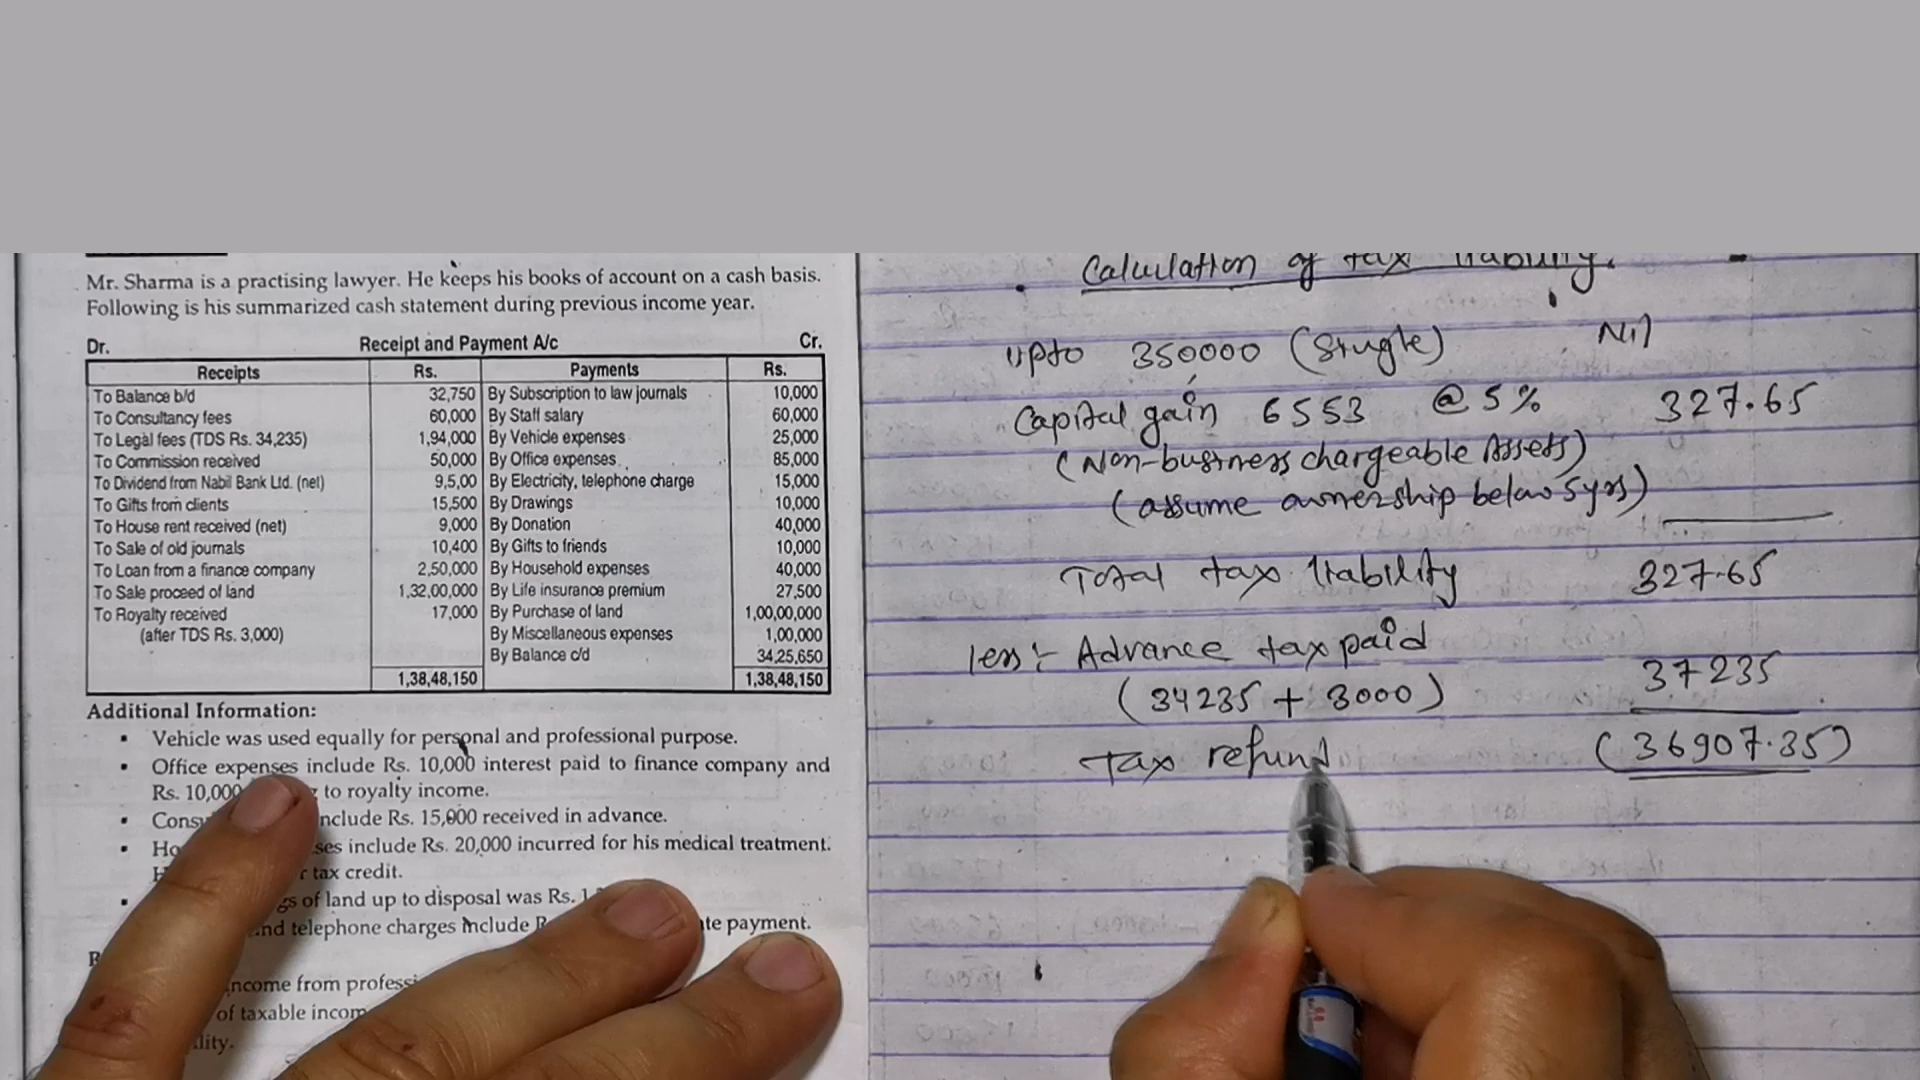 Mr. Sharma is a practising lawyer. He keeps his books of account on a cash basis.
Following is his summarized cash statement during previous income year.
Dr. Receipt and Payment A/c Cr.
Receipts Rs. Payments Rs.
To Balance b/d 32,750 By Subscription to law journals 10,000
To Consultancy fees 60,000 By Staff salary 60,000
To Legal fees (TDS Rs. 34,235) 1,94,000 By Vehicle expenses 25,000
To Commission received 50,000 By Office expenses 85,000
To Dividend from Nabil Bank Ltd. (net) 9,5,00 By Electricity, telephone charge 15,000
To Gifts from clients 15,500 By Drawings 10,000
To House rent received (net) 9,000 By Donation 40,000
To Sale of old journals 10,400 By Gifts to friends 10,000
To Loan from a finance company 2,50,000 By Household expenses 40,000
To Sale proceed of land 1,32,00,000 By Life insurance premium 27,500
To Royalty received 17,000 By Purchase of land 1,00,00,000
(after TDS Rs. 3,000) By Miscellaneous expenses 1,00,000
By Balance c/d 34,25,650
1,38,48,150 1,38,48,150
Additional Information:
• Vehicle was used equally for personal and professional purpose.
• Office expenses include Rs. 10,000 interest paid to finance company and
Rs. 10,000 to royalty income.
• nclude Rs. 15,000 received in advance.
• include Rs. 20,000 incurred for his medical treatment.
tax credit.
• of land up to disposal was Rs.
telephone charges include payment.
ncome from
of taxable
Calculation of tax liability.
upto 350000 (Single) Nil
Capital gain 6553 @ 5% 327.65
(Non-business chargeable Assets)
(assume ownership below 5yrs)
Total tax liability 327.65
less:- Advance tax paid
(34235 + 3000) 37235
Tax refund (36907.35)